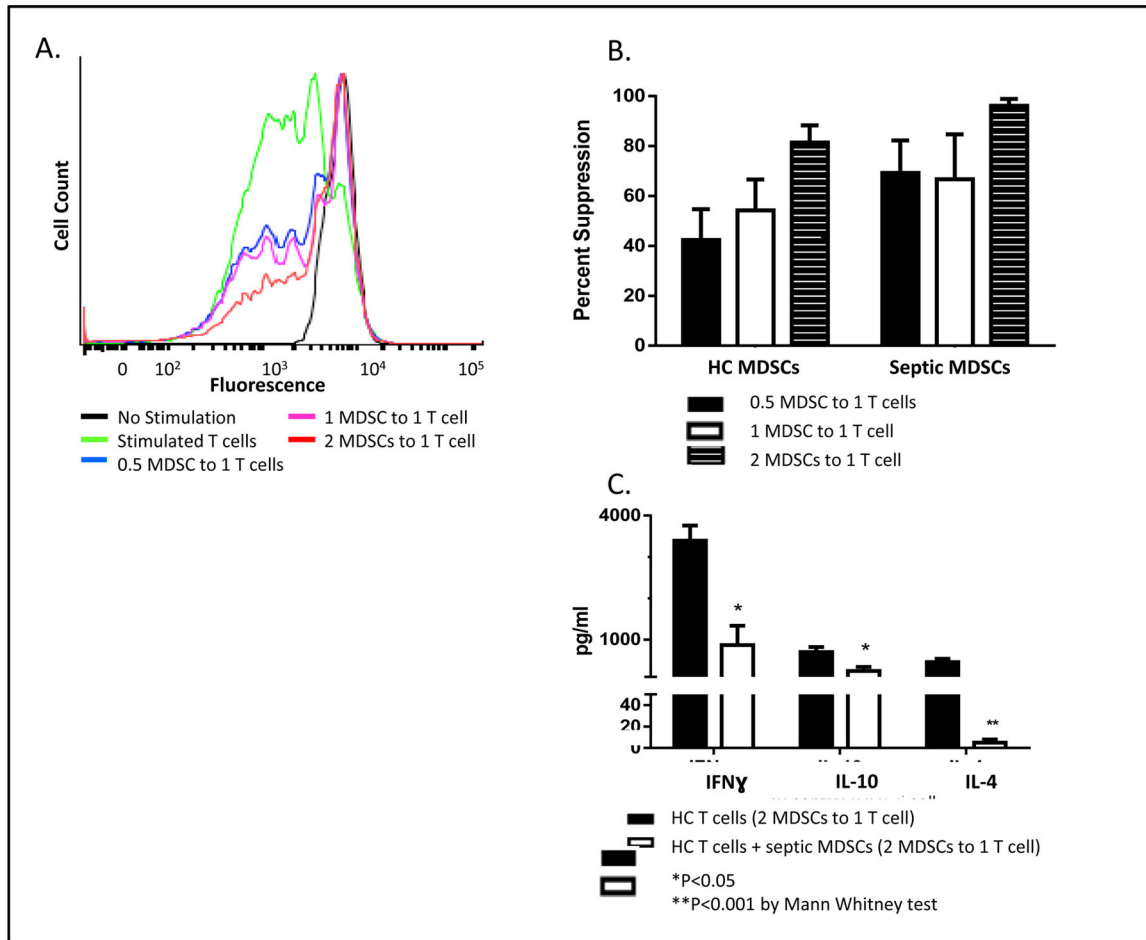 A.
Cell Count
0 10² 10³ 10⁴ 10⁵
Fluorescence
No Stimulation
Stimulated T cells
0.5 MDSC to 1 T cells
1 MDSC to 1 T cell
2 MDSCs to 1 T cell
B.
Percent Suppression
100
80
60
40
20
0
HC MDSCs Septic MDSCs
0.5 MDSC to 1 T cells
1 MDSC to 1 T cell
2 MDSCs to 1 T cell
C.
pg/ml
4000
1000
40
20
0
*
*
**
IFNɣ IL-10 IL-4
HC T cells (2 MDSCs to 1 T cell)
HC T cells + septic MDSCs (2 MDSCs to 1 T cell)
*P<0.05
**P<0.001 by Mann Whitney test